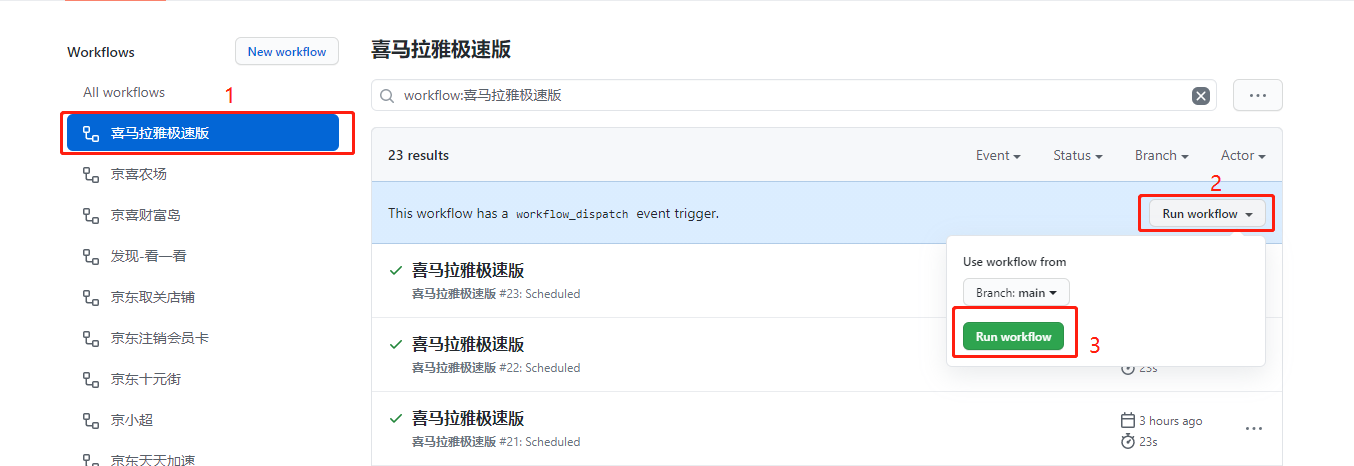 Workflows
New workflow
All workflows
1
喜马拉雅极速版
京喜农场
京喜财富岛
发现-看一看
京东取关店铺
京东注销会员卡
京东十元街
京小超
京东天天加速
喜马拉雅极速版
workflow:喜马拉雅极速版
23 results
Event
Status
Branch
Actor
2
This workflow has a workflow_dispatch event trigger.
Run workflow
Use workflow from
Branch: main
Run workflow
3
喜马拉雅极速版
喜马拉雅极速版 #23: Scheduled
喜马拉雅极速版
喜马拉雅极速版 #22: Scheduled
23s
喜马拉雅极速版
喜马拉雅极速版 #21: Scheduled
3 hours ago
23s